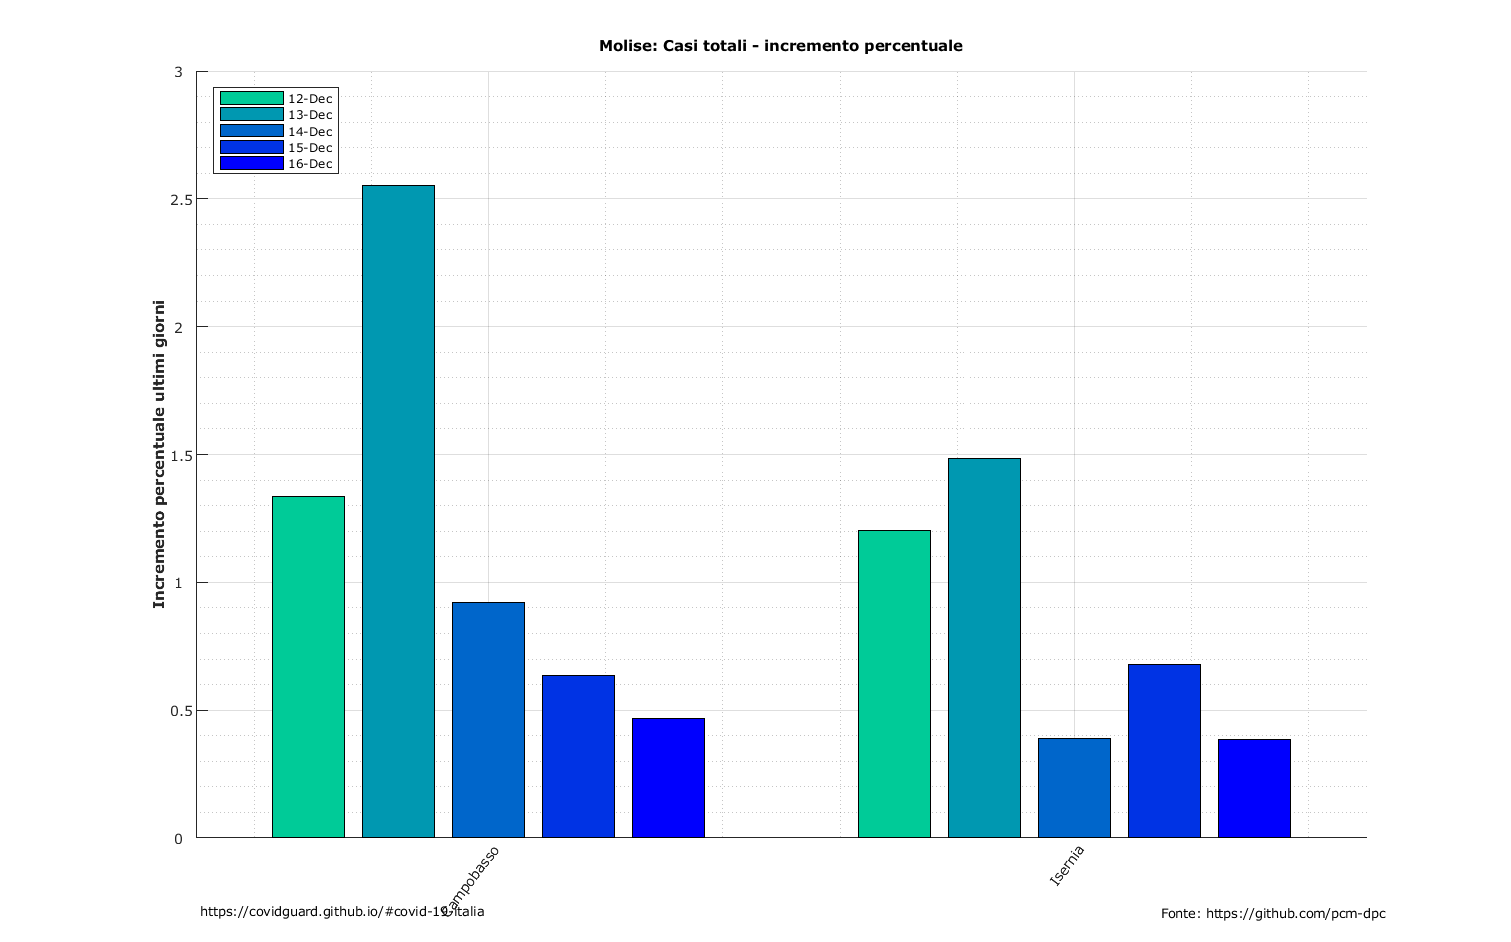 Molise: Casi totali - incremento percentuale
3
2.5
2
1.5
1
0.5
0
Incremento percentuale ultimi giorni
12-Dec
13-Dec
14-Dec
15-Dec
16-Dec
Campobasso
Isernia
https://covidguard.github.io/#covid-19-italia
Fonte: https://github.com/pcm-dpc